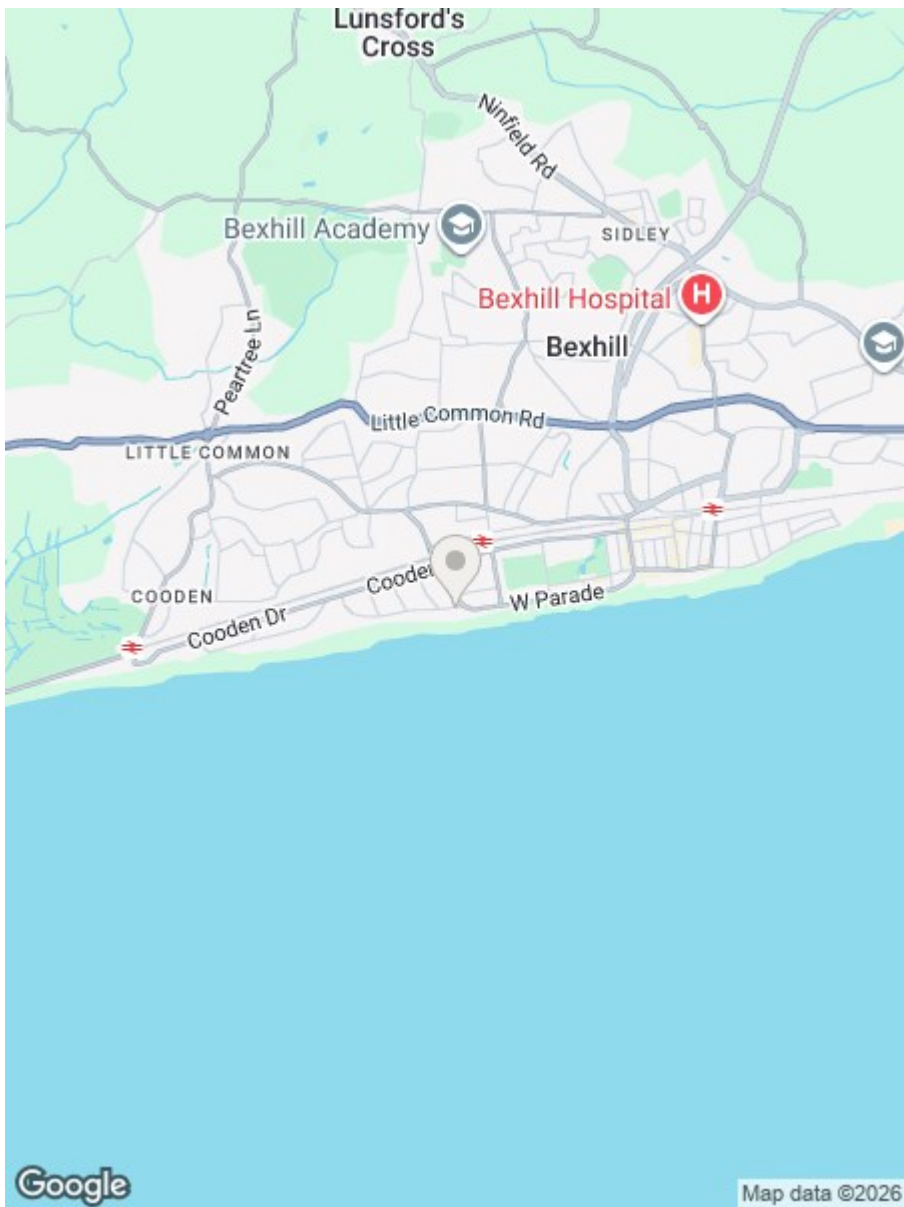 Lunsford's
Cross
Ninfield Rd
Bexhill Academy
SIDLEY
Bexhill Hospital
H
Peartree Ln
Bexhill
Little Common Rd
LITTLE COMMON
Cooden
COODEN
W Parade
Cooden Dr
Google
Map data ©2026